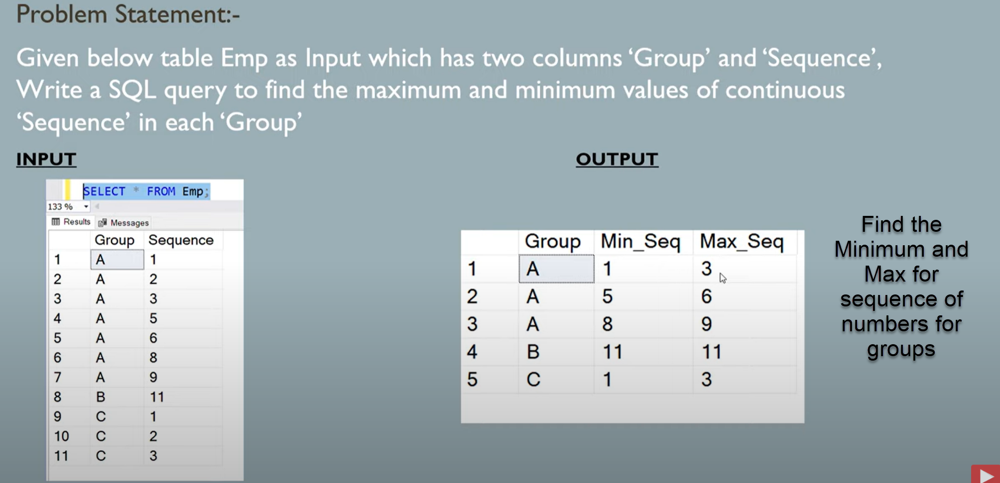 Problem Statement:-
Given below table Emp as Input which has two columns ‘Group’ and ‘Sequence’,
Write a SQL query to find the maximum and minimum values of continuous
‘Sequence’ in each ‘Group’
INPUT
SELECT * FROM Emp;
133 %
Results Messages
Group Sequence
1 A 1
2 A 2
3 A 3
4 A 5
5 A 6
6 A 8
7 A 9
8 B 11
9 C 1
10 C 2
11 C 3
OUTPUT
Group Min_Seq Max_Seq
1 A 1 3
2 A 5 6
3 A 8 9
4 B 11 11
5 C 1 3
Find the
Minimum and
Max for
sequence of
numbers for
groups